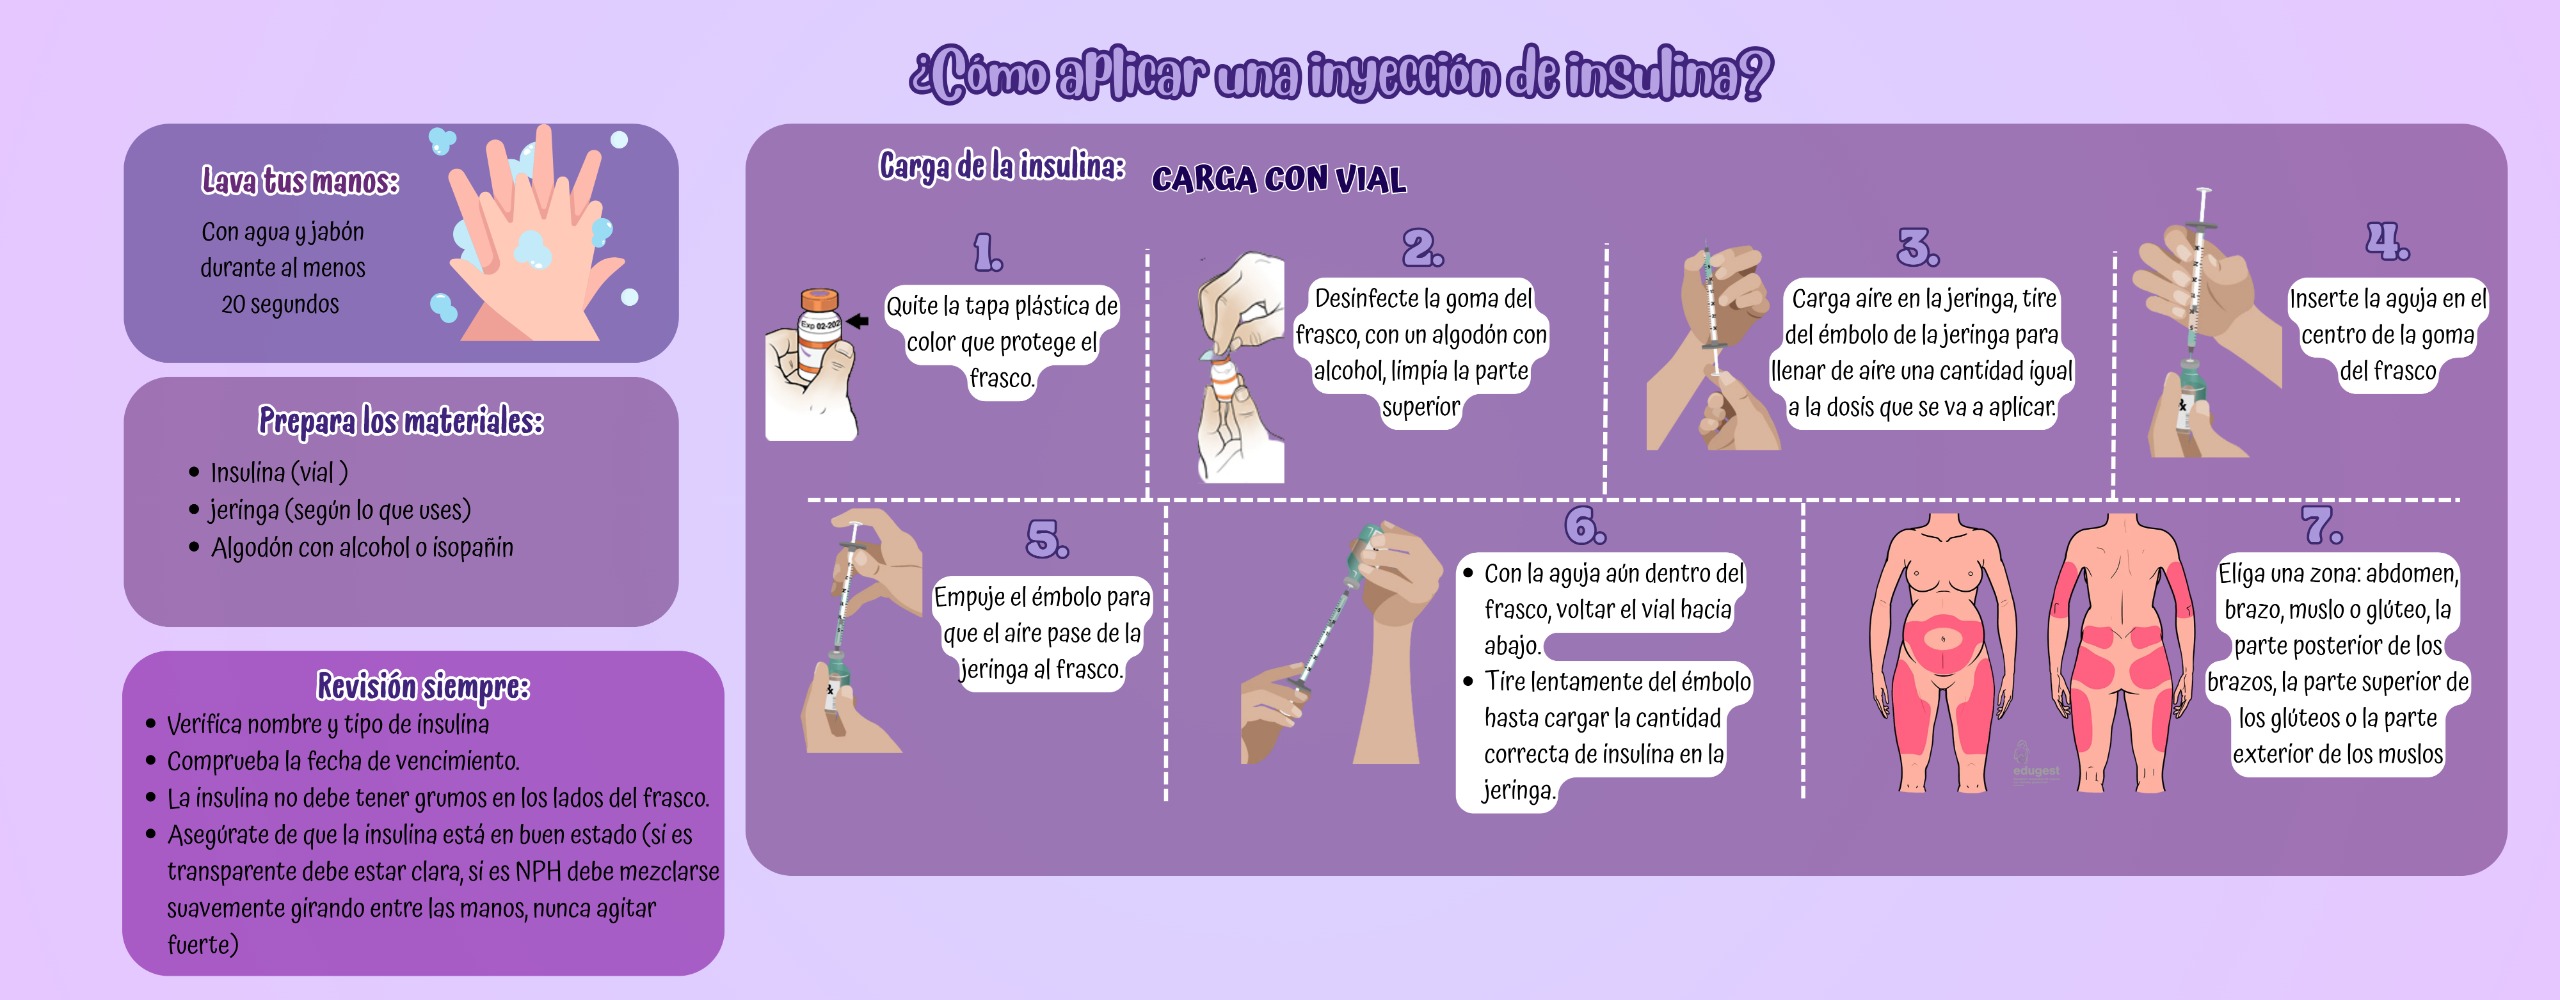 ¿Cómo aplicar una inyección de insulina?
Lava tus manos:
Con agua y jabón
durante al menos
20 segundos
Prepara los materiales:
• Insulina (vial )
• jeringa (según lo que uses)
• Algodón con alcohol o isopañin
Revisión siempre:
• Verifica nombre y tipo de insulina
• Comprueba la fecha de vencimiento.
• La insulina no debe tener grumos en los lados del frasco.
• Asegúrate de que la insulina está en buen estado (si es
transparente debe estar clara, si es NPH debe mezclarse
suavemente girando entre las manos, nunca agitar
fuerte)
Carga de la insulina:
CARGA CON VIAL
1.
Exp 02-202
Quite la tapa plástica de
color que protege el
frasco.
2.
Desinfecte la goma del
frasco, con un algodón con
alcohol, limpia la parte
superior
3.
Carga aire en la jeringa, tire
del émbolo de la jeringa para
llenar de aire una cantidad igual
a la dosis que se va a aplicar.
4.
Inserte la aguja en el
centro de la goma
del frasco
5.
Empuje el émbolo para
que el aire pase de la
jeringa al frasco.
6.
• Con la aguja aún dentro del
frasco, voltar el vial hacia
abajo.
• Tire lentamente del émbolo
hasta cargar la cantidad
correcta de insulina en la
jeringa.
7.
Eliga una zona: abdomen,
brazo, muslo o glúteo, la
parte posterior de los
brazos, la parte superior de
los glúteos o la parte
exterior de los muslos
edugest